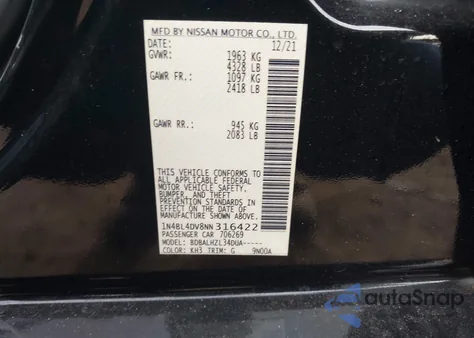 MFD BY NISSAN MOTOR CO., LTD.
DATE: 12/21
GVWR: 1963 KG
4328 LB
GAWR FR.: 1097 KG
2418 LB
GAWR RR.: 945 KG
2083 LB
THIS VEHICLE CONFORMS TO
ALL APPLICABLE FEDERAL
MOTOR VEHICLE SAFETY,
BUMPER, AND THEFT
PREVENTION STANDARDS IN
EFFECT ON THE DATE OF
MANUFACTURE SHOWN ABOVE.
1N4BL4DV8NN316422
PASSENGER CAR 706269
MODEL: BDBALHZL34DUA-----
COLOR: KH3 TRIM: G 9N00A
autoSnap